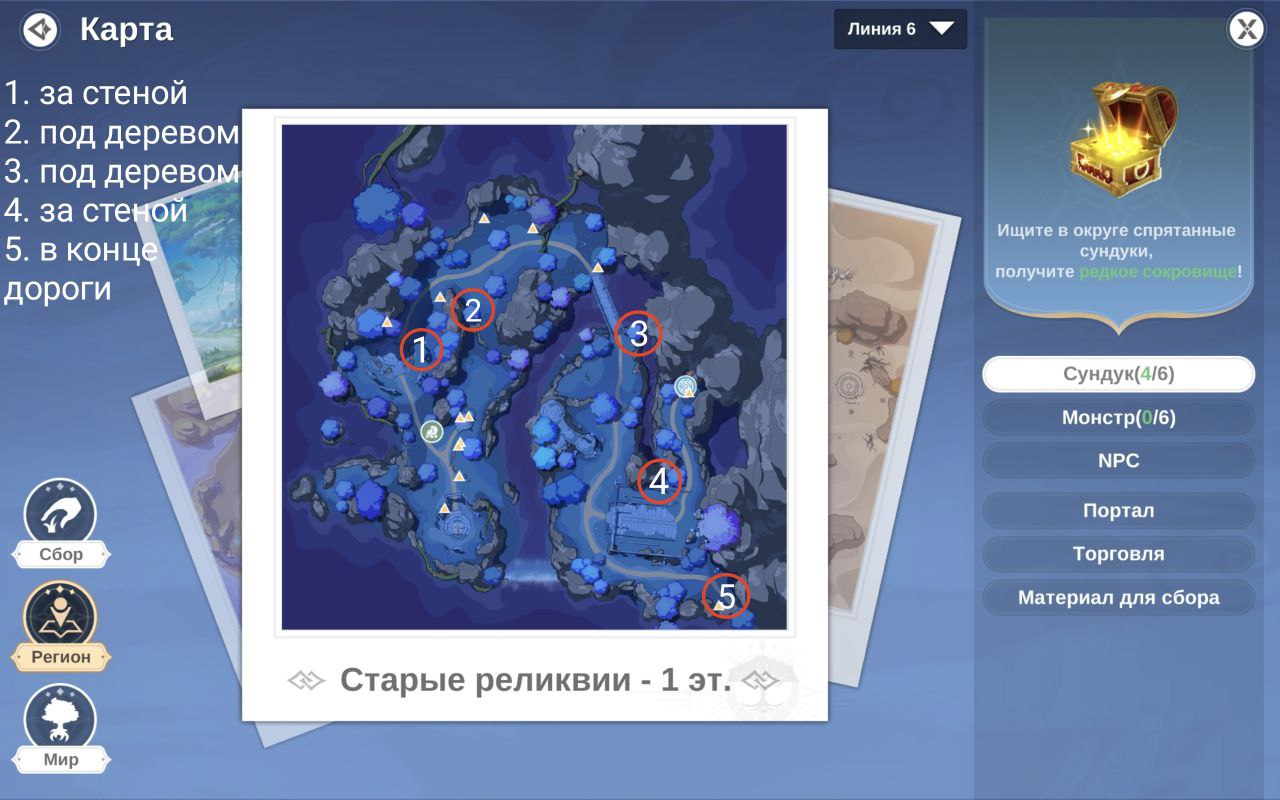 Карта
Линия 6
1. за стеной
2. под деревом
3. под деревом
4. за стеной
5. в конце
дороги
1
2
3
4
5
Старые реликвии - 1 эт.
Сбор
Регион
Мир
Ищите в округе спрятанные
сундуки,
получите редкое сокровище!
Сундук(4/6)
Монстр(0/6)
NPC
Портал
Торговля
Материал для сбора